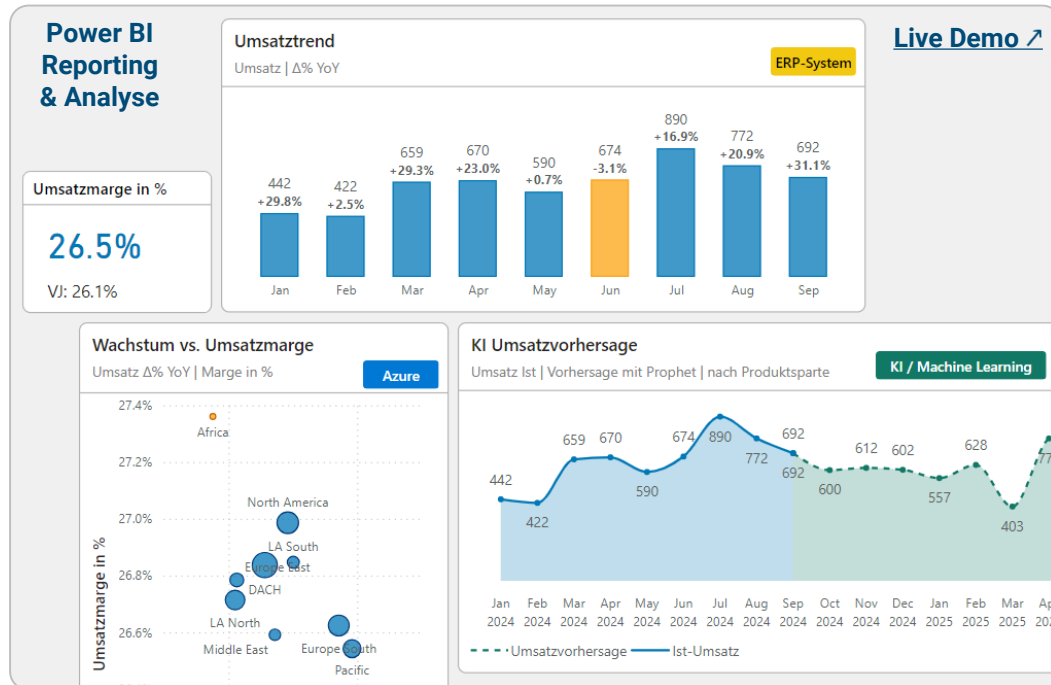 Power BI
Reporting
& Analyse
Live Demo ↗
Umsatztrend
Umsatz | Δ% YoY
ERP-System
442
+29.8%
422
+2.5%
659
+29.3%
670
+23.0%
590
+0.7%
674
-3.1%
890
+16.9%
772
+20.9%
692
+31.1%
Jan Feb Mar Apr May Jun Jul Aug Sep
Umsatzmarge in %
26.5%
VJ: 26.1%
Wachstum vs. Umsatzmarge
Umsatz Δ% YoY | Marge in %
Azure
Umsatzmarge in %
27.4%
27.2%
27.0%
26.8%
26.6%
Africa
North America
LA South
Europe East
DACH
LA North
Middle East
Europe South
Pacific
KI Umsatzvorhersage
Umsatz Ist | Vorhersage mit Prophet | nach Produktsparte
KI / Machine Learning
442
422
659
670
590
674
890
772
692
692
600
612
602
557
628
403
77
Jan Feb Mar Apr May Jun Jul Aug Sep Oct Nov Dec Jan Feb Mar Ap
2024 2024 2024 2024 2024 2024 2024 2024 2024 2024 2024 2024 2025 2025 2025 202
Umsatzvorhersage
Ist-Umsatz